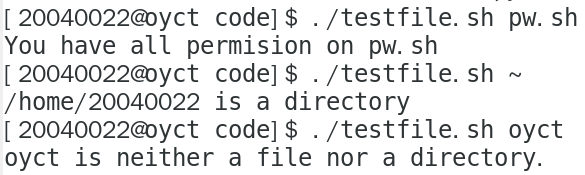 [20040022@oyct code]$ ./testfile.sh pw.sh
You have all permision on pw.sh
[20040022@oyct code]$ ./testfile.sh ~
/home/20040022 is a directory
[20040022@oyct code]$ ./testfile.sh oyct
oyct is neither a file nor a directory.